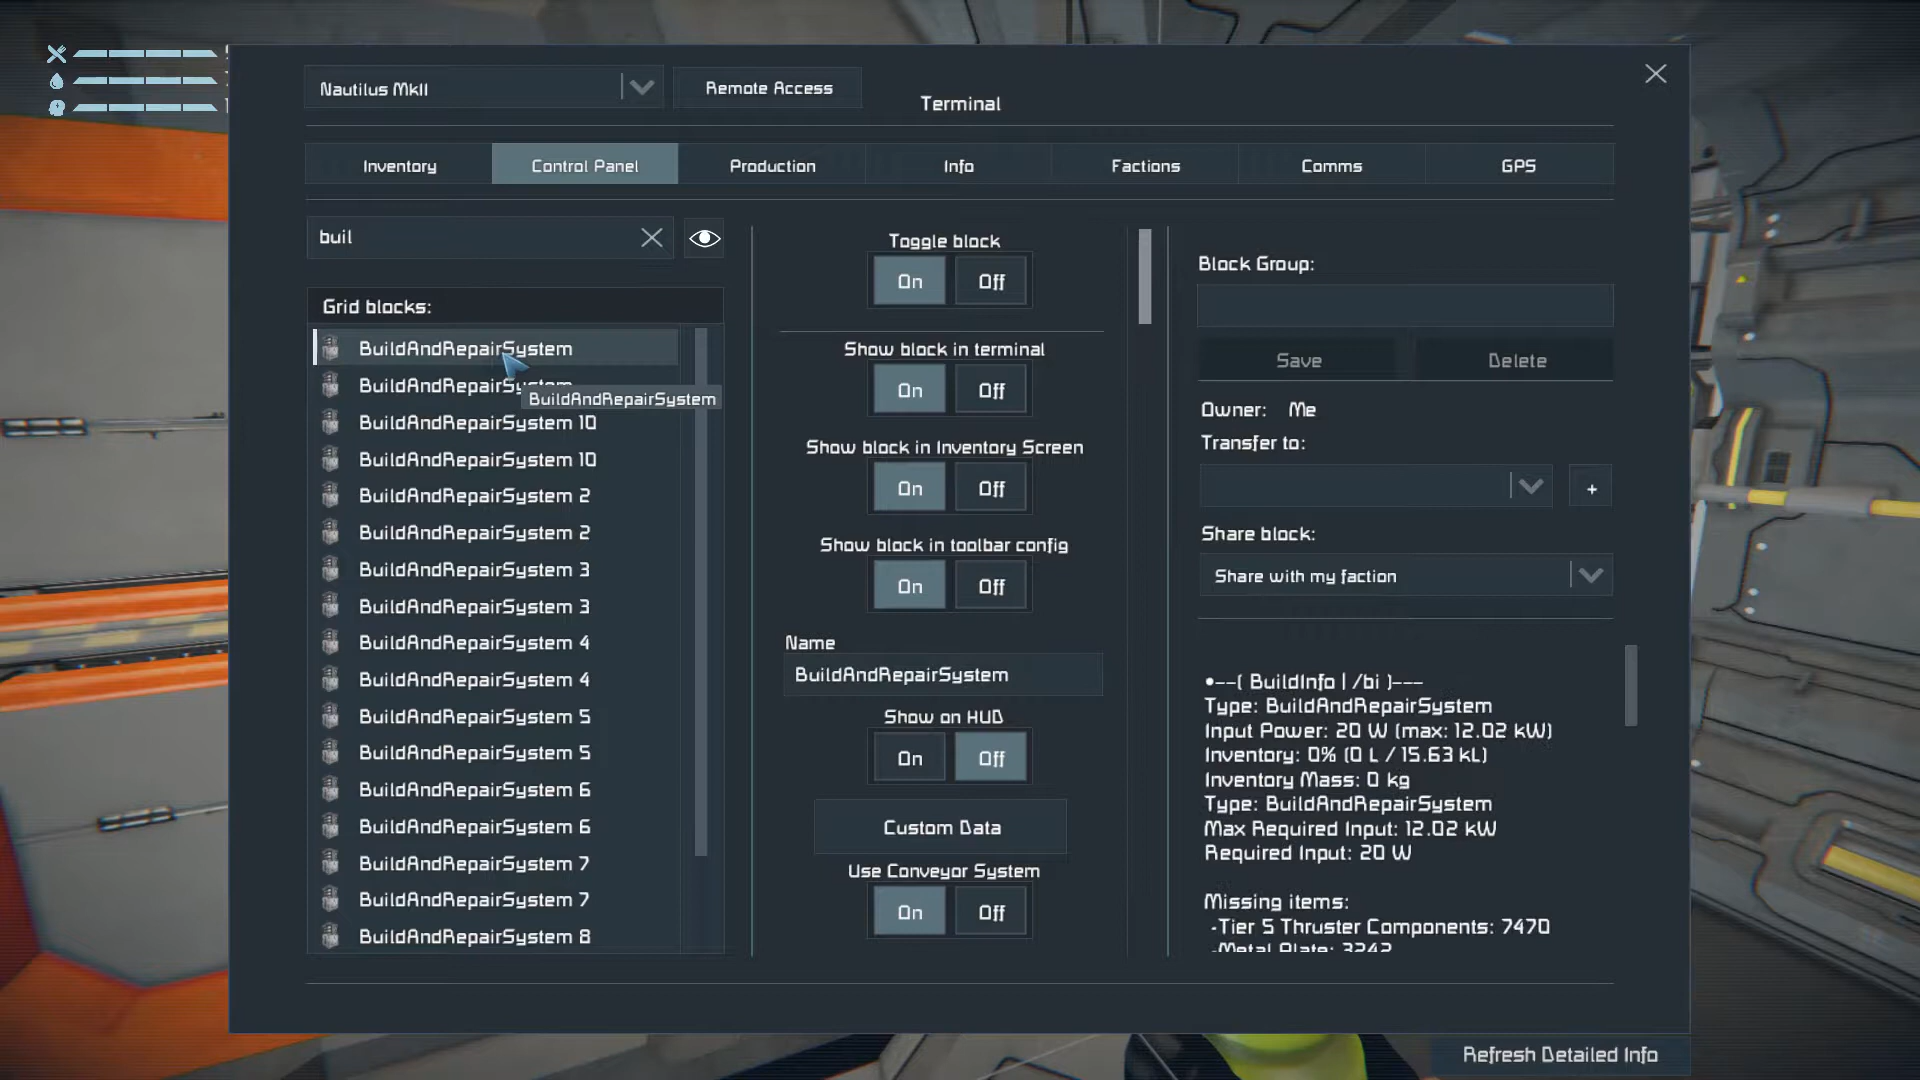 Nautilus MkII
Remote Access
Terminal
Inventory
Control Panel
Production
Info
Factions
Comms
GPS
buil
Grid blocks:
BuildAndRepairSystem
BuildAndRepairSystem
BuildAndRepairSystem
BuildAndRepairSystem 10
BuildAndRepairSystem 10
BuildAndRepairSystem 2
BuildAndRepairSystem 2
BuildAndRepairSystem 3
BuildAndRepairSystem 3
BuildAndRepairSystem 4
BuildAndRepairSystem 4
BuildAndRepairSystem 5
BuildAndRepairSystem 5
BuildAndRepairSystem 6
BuildAndRepairSystem 6
BuildAndRepairSystem 7
BuildAndRepairSystem 7
BuildAndRepairSystem 8
Toggle block
On Off
Show block in terminal
On Off
Show block in Inventory Screen
On Off
Show block in toolbar config
On Off
Name
BuildAndRepairSystem
Show on HUD
On Off
Custom Data
Use Conveyor System
On Off
Block Group:
Save
Delete
Owner: Me
Transfer to:
+
Share block:
Share with my faction
•--( BuildInfo | /bi )---
Type: BuildAndRepairSystem
Input Power: 20 W (max: 12.02 kW)
Inventory: 0% (0 L / 15.63 kL)
Inventory Mass: 0 kg
Type: BuildAndRepairSystem
Max Required Input: 12.02 kW
Required Input: 20 W
Missing items:
-Tier 5 Thruster Components: 7470
-Metal Plate: 3242
Refresh Detailed Info